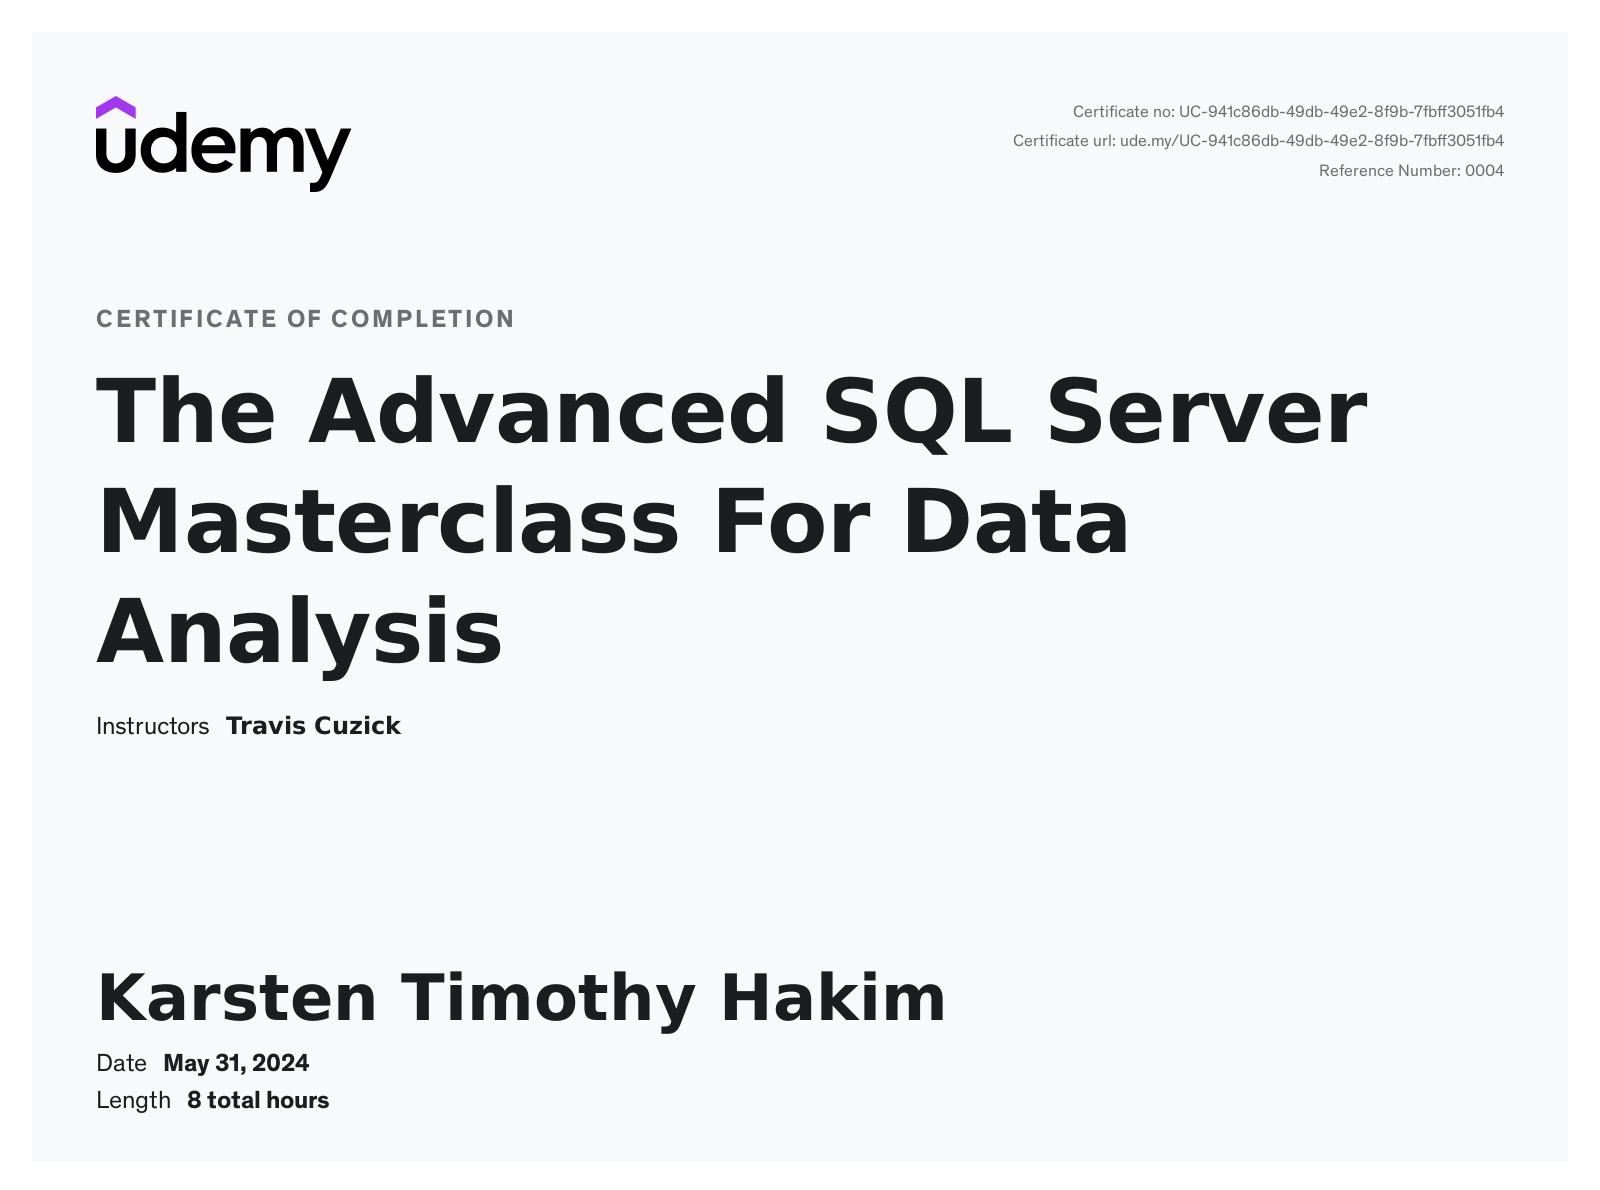 udemy
Certificate no: UC-941c86db-49db-49e2-8f9b-7fbff3051fb4
Certificate url: ude.my/UC-941c86db-49db-49e2-8f9b-7fbff3051fb4
Reference Number: 0004
CERTIFICATE OF COMPLETION
The Advanced SQL Server
Masterclass For Data
Analysis
Instructors Travis Cuzick
Karsten Timothy Hakim
Date May 31, 2024
Length 8 total hours